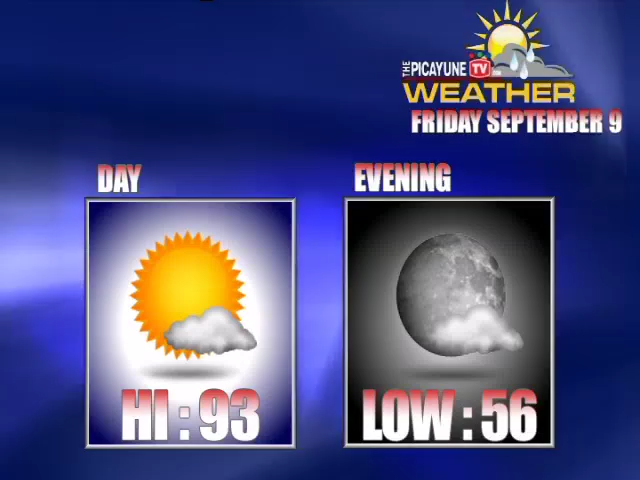 THE PICAYUNE TV
WEATHER
FRIDAY SEPTEMBER 9
DAY
EVENING
HI : 93
LOW : 56